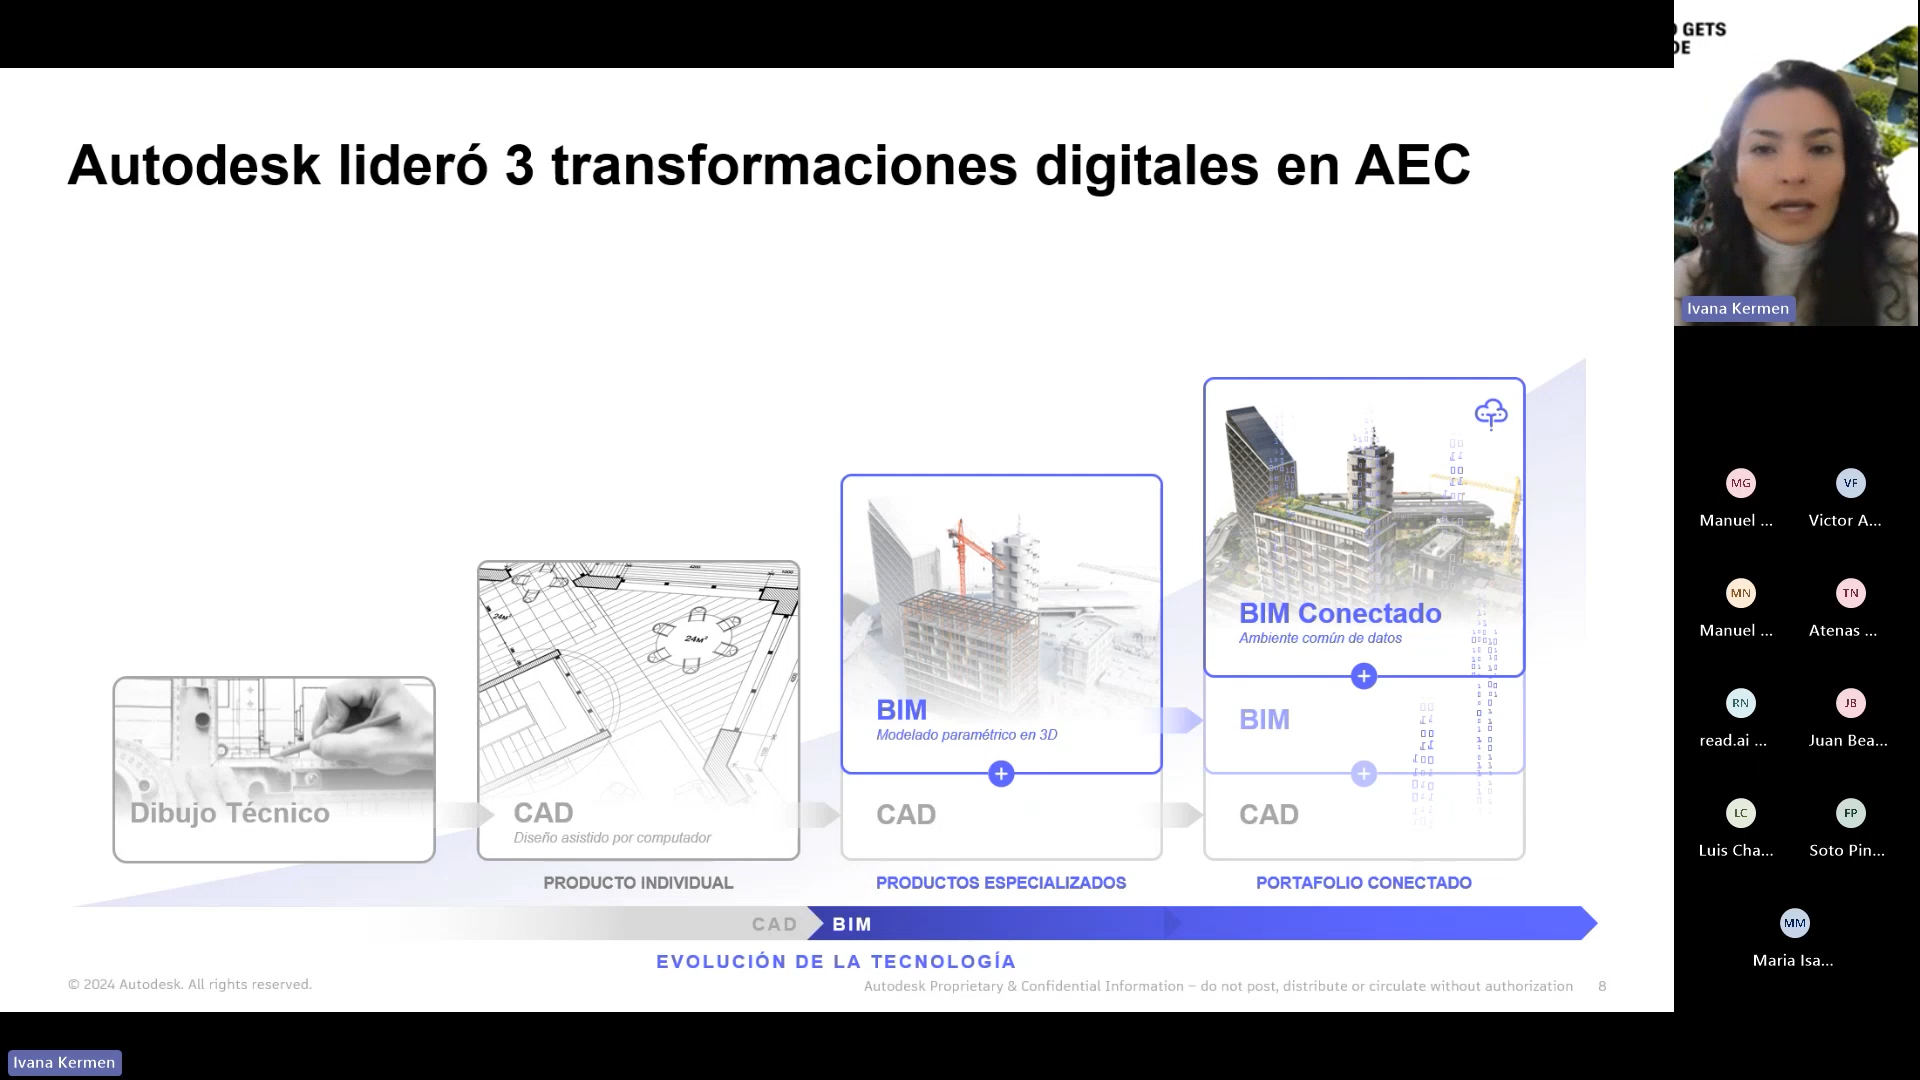 Autodesk lideró 3 transformaciones digitales en AEC
Dibujo Técnico
24м²
24м²
4200
1000
CAD
Diseño asistido por computador
BIM
Modelado paramétrico en 3D
CAD
BIM Conectado
Ambiente común de datos
BIM
CAD
PRODUCTO INDIVIDUAL
PRODUCTOS ESPECIALIZADOS
PORTAFOLIO CONECTADO
CAD
BIM
EVOLUCIÓN DE LA TECNOLOGÍA
© 2024 Autodesk. All rights reserved.
Autodesk Proprietary & Confidential Information – do not post, distribute or circulate without authorization
8
GETS
DE
Ivana Kermen
MG
Manuel ...
VF
Victor A...
MN
Manuel ...
TN
Atenas ...
RN
read.ai ...
JB
Juan Bea...
LC
Luis Cha...
FP
Soto Pin...
MM
Maria Isa...
Ivana Kermen